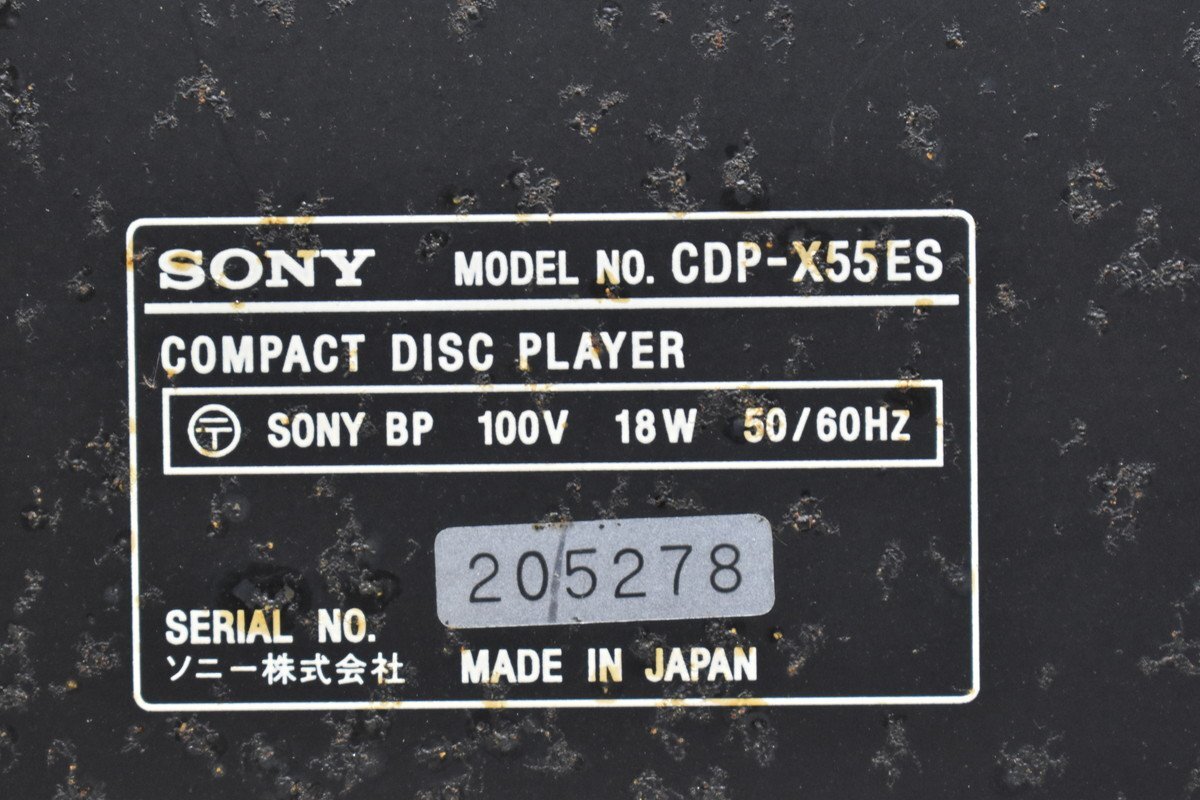 SONY MODEL NO. CDP-X55ES
COMPACT DISC PLAYER
〶 SONY BP 100V 18W 50/60Hz
205278
SERIAL NO.
ソニー株式会社 MADE IN JAPAN